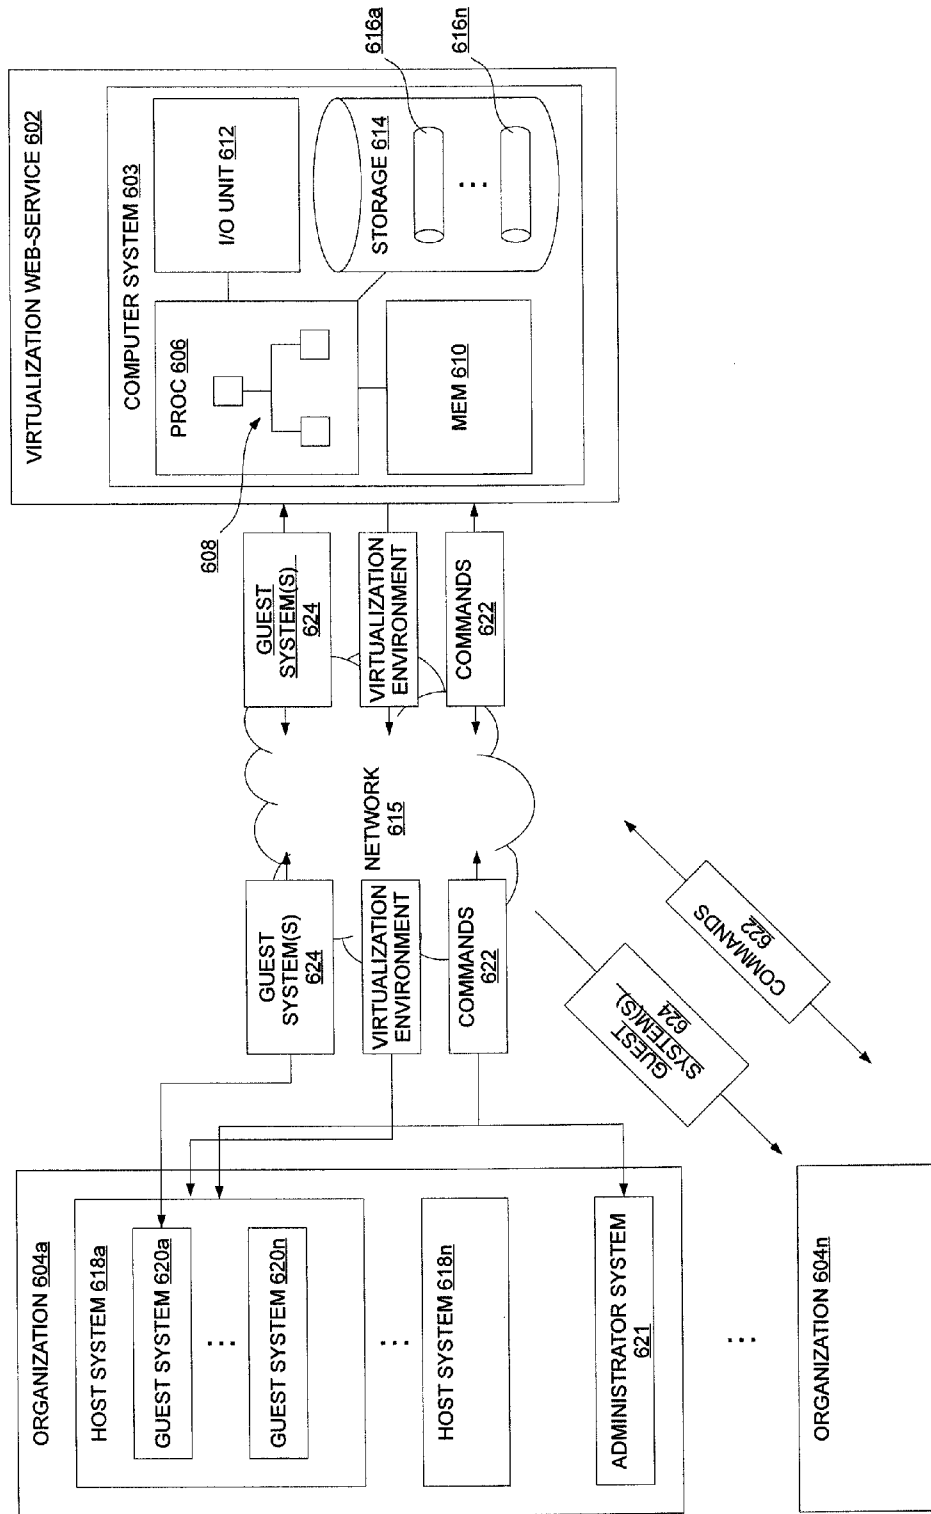 VIRTUALIZATION WEB-SERVICE 602
COMPUTER SYSTEM 603
PROC 606
I/O UNIT 612
MEM 610
STORAGE 614
...
616a
616n
608
GUEST
SYSTEM(S)
624
VIRTUALIZATION
ENVIRONMENT
COMMANDS
622
NETWORK
615
GUEST
SYSTEM(S)
624
VIRTUALIZATION
ENVIRONMENT
COMMANDS
622
GUEST
SYSTEM(S)
624
COMMANDS
622
ORGANIZATION 604a
HOST SYSTEM 618a
GUEST SYSTEM 620a
...
GUEST SYSTEM 620n
...
HOST SYSTEM 618n
ADMINISTRATOR SYSTEM
621
...
ORGANIZATION 604n